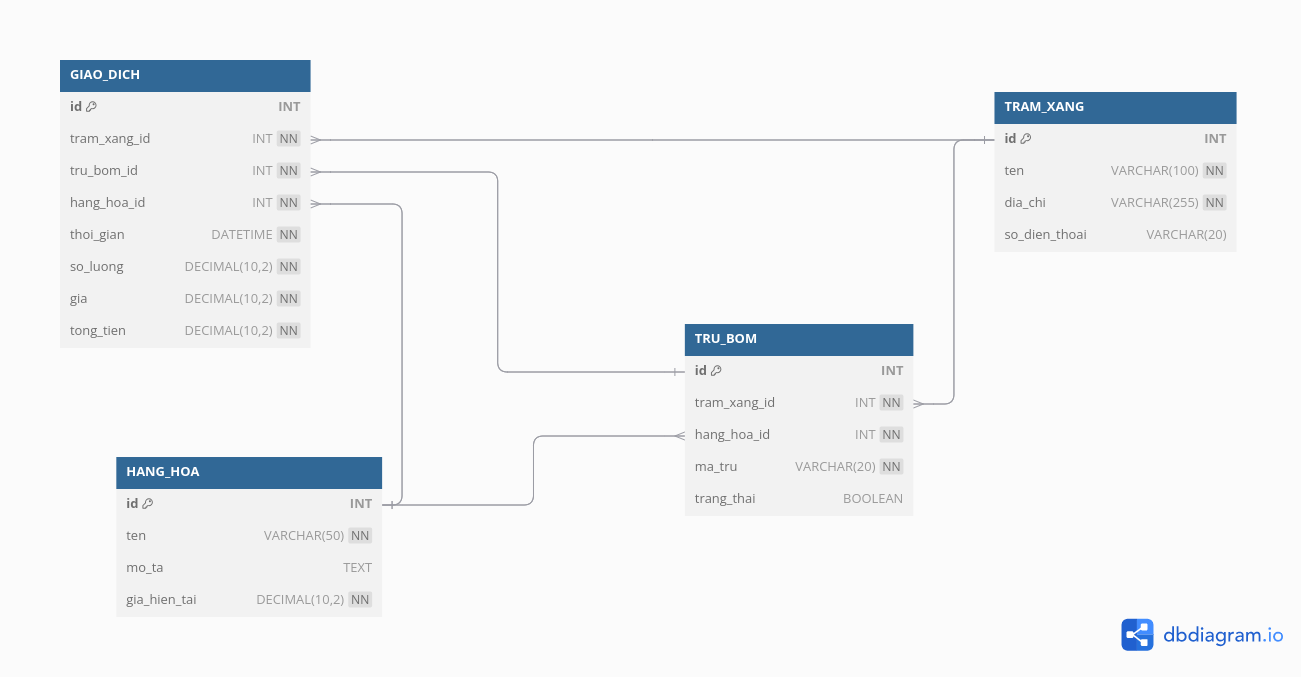 GIAO_DICH
id INT
tram_xang_id INT NN
tru_bom_id INT NN
hang_hoa_id INT NN
thoi_gian DATETIME NN
so_luong DECIMAL(10,2) NN
gia DECIMAL(10,2) NN
tong_tien DECIMAL(10,2) NN
TRAM_XANG
id INT
ten VARCHAR(100) NN
dia_chi VARCHAR(255) NN
so_dien_thoai VARCHAR(20)
TRU_BOM
id INT
tram_xang_id INT NN
hang_hoa_id INT NN
ma_tru VARCHAR(20) NN
trang_thai BOOLEAN
HANG_HOA
id INT
ten VARCHAR(50) NN
mo_ta TEXT
gia_hien_tai DECIMAL(10,2) NN
dbdiagram.io